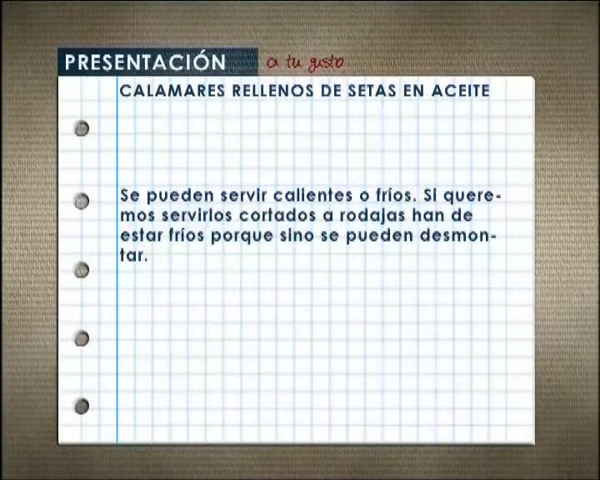 PRESENTACIÓN a tu gusto
CALAMARES RELLENOS DE SETAS EN ACEITE
Se pueden servir calientes o fríos. Si quere-
mos servirlos cortados a rodajas han de
estar fríos porque sino se pueden desmon-
tar.